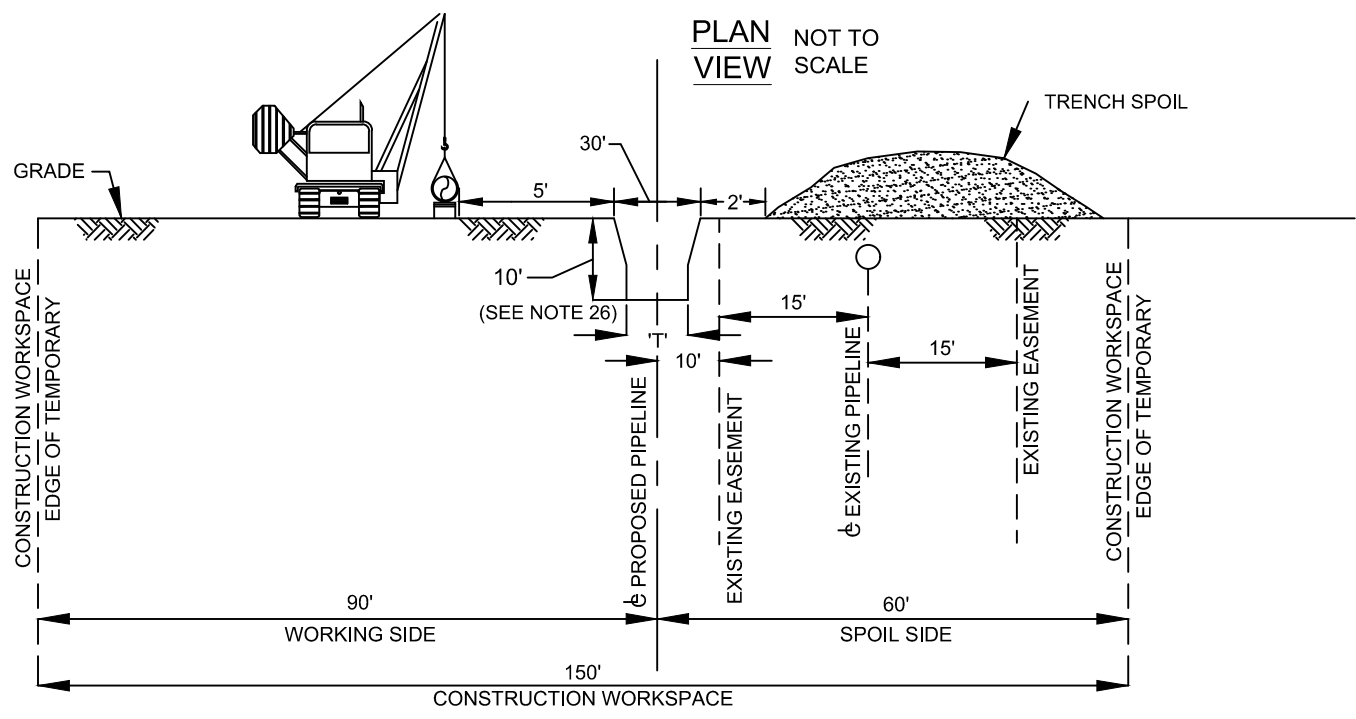 PLAN
VIEW
NOT TO
SCALE
TRENCH SPOIL
GRADE
30'
5'
2'
10'
(SEE NOTE 26)
'T'
10'
15'
15'
CONSTRUCTION WORKSPACE
EDGE OF TEMPORARY
℄ PROPOSED PIPELINE
EXISTING EASEMENT
℄ EXISTING PIPELINE
EXISTING EASEMENT
CONSTRUCTION WORKSPACE
EDGE OF TEMPORARY
90'
WORKING SIDE
60'
SPOIL SIDE
150'
CONSTRUCTION WORKSPACE